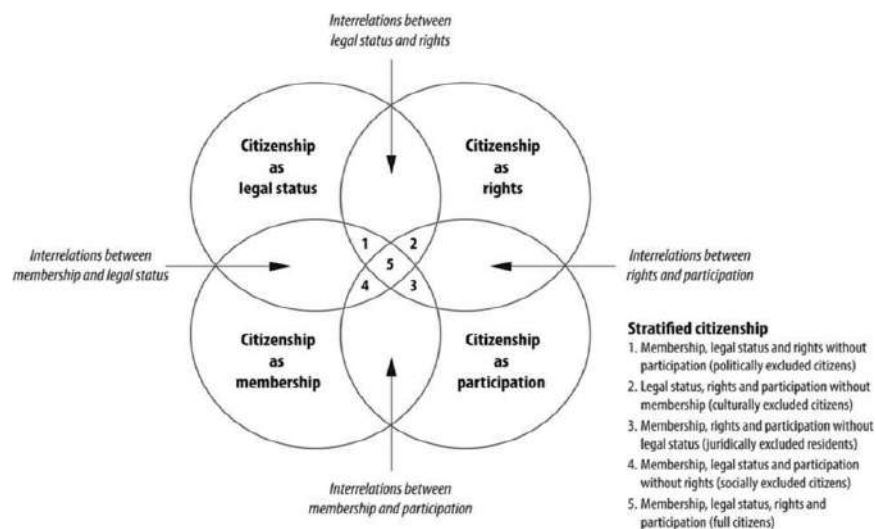 Interrelations between
legal status and rights
Citizenship
as
legal status
Citizenship
as
rights
Interrelations between
membership and legal status
1
2
5
4
3
Interrelations between
rights and participation
Citizenship
as
membership
Citizenship
as
participation
Interrelations between
membership and participation
Stratified citizenship
1. Membership, legal status and rights without
participation (politically excluded citizens)
2. Legal status, rights and participation without
membership (culturally excluded citizens)
3. Membership, rights and participation without
legal status (juridically excluded residents)
4. Membership, legal status and participation
without rights (socially excluded citizens)
5. Membership, legal status, rights and
participation (full citizens)